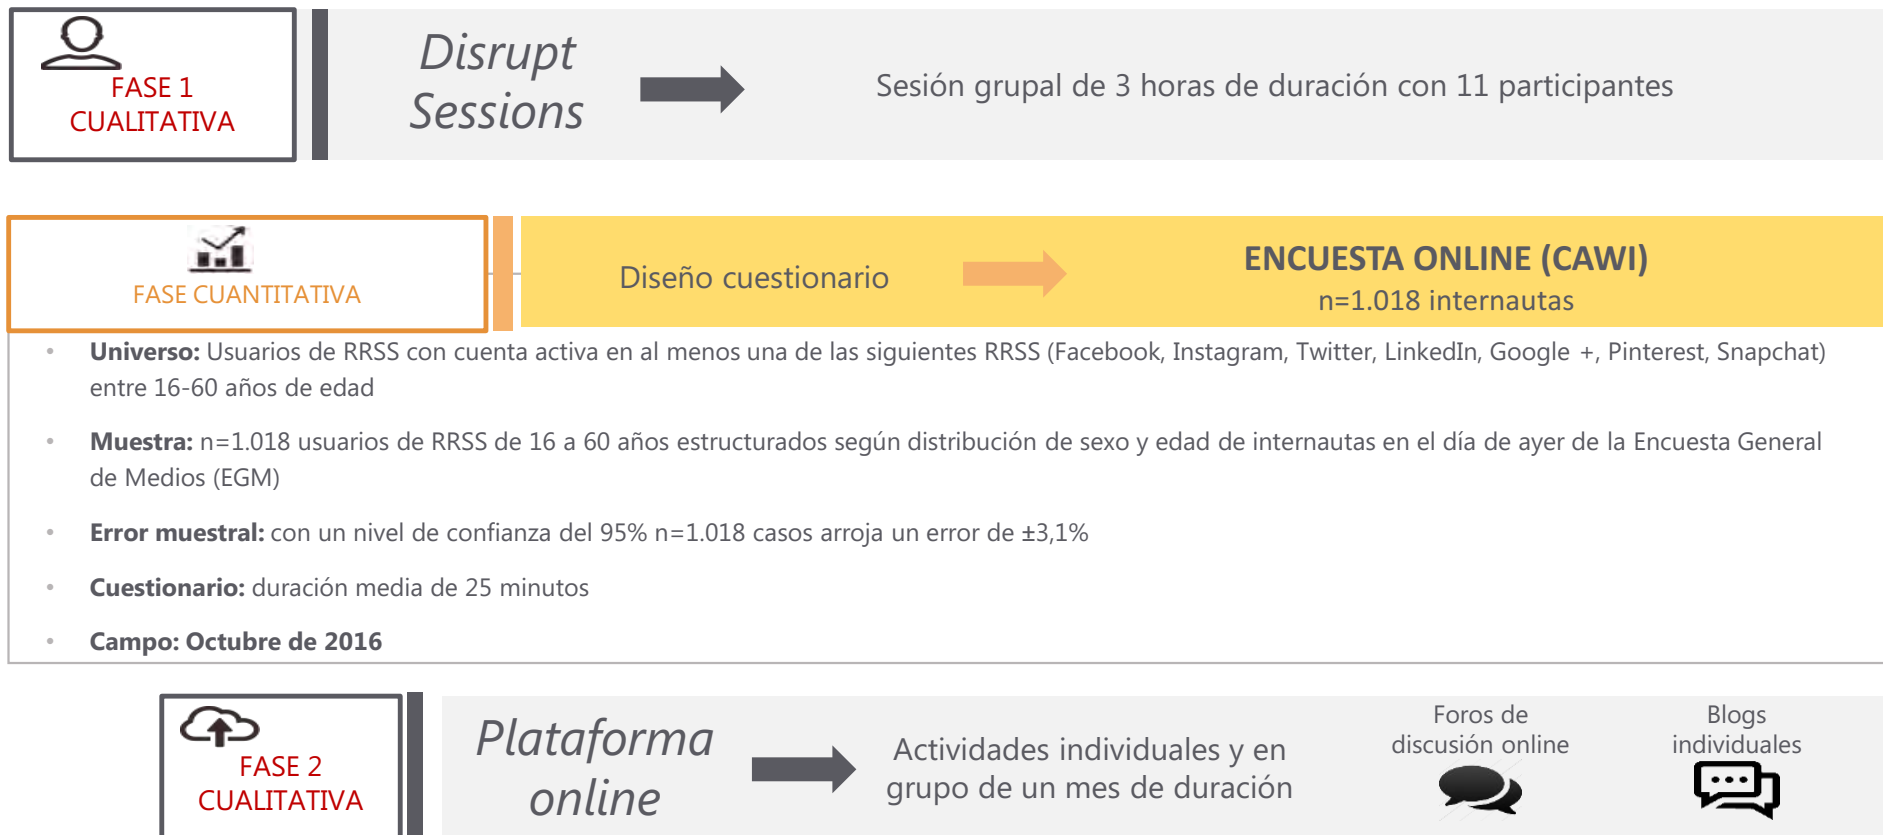 FASE 1
CUALITATIVA
Disrupt
Sessions
Sesión grupal de 3 horas de duración con 11 participantes
FASE CUANTITATIVA
Diseño cuestionario
ENCUESTA ONLINE (CAWI)
n=1.018 internautas
• Universo: Usuarios de RRSS con cuenta activa en al menos una de las siguientes RRSS (Facebook, Instagram, Twitter, LinkedIn, Google +, Pinterest, Snapchat)
entre 16-60 años de edad
• Muestra: n=1.018 usuarios de RRSS de 16 a 60 años estructurados según distribución de sexo y edad de internautas en el día de ayer de la Encuesta General
de Medios (EGM)
• Error muestral: con un nivel de confianza del 95% n=1.018 casos arroja un error de ±3,1%
• Cuestionario: duración media de 25 minutos
• Campo: Octubre de 2016
FASE 2
CUALITATIVA
Plataforma
online
Actividades individuales y en
grupo de un mes de duración
Foros de
discusión online
Blogs
individuales